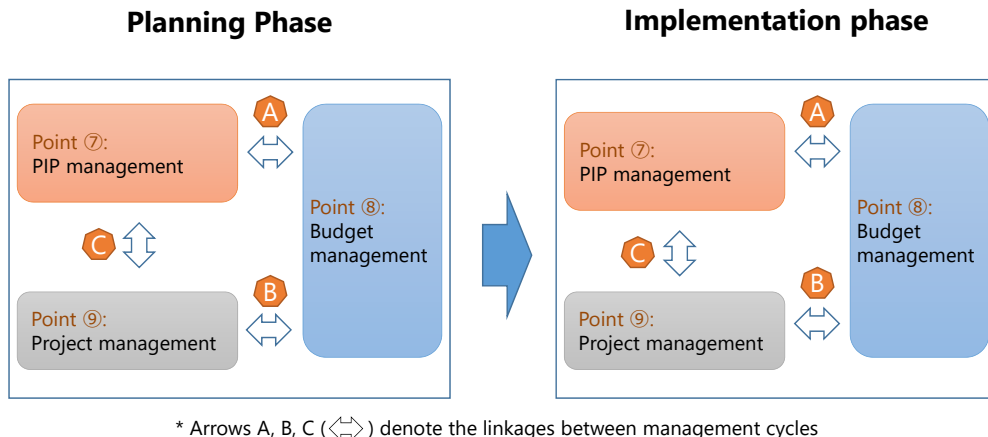 Planning Phase
Implementation phase
A
Point ⑦:
PIP management
Point ⑧:
Budget
management
C
B
Point ⑨:
Project management
A
Point ⑦:
PIP management
Point ⑧:
Budget
management
C
B
Point ⑨:
Project management
* Arrows A, B, C ( ) denote the linkages between management cycles